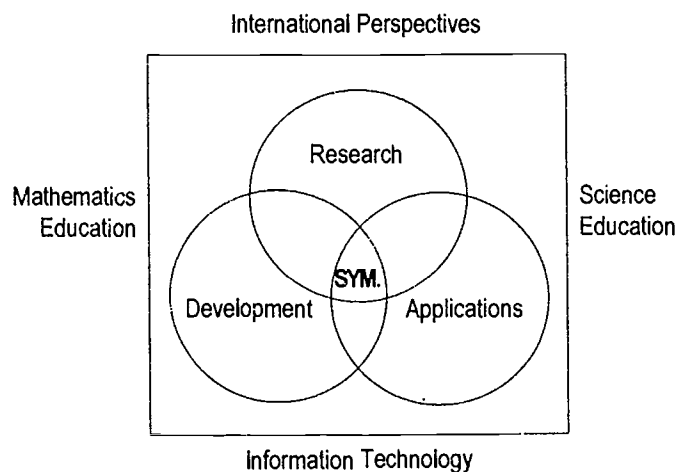 International Perspectives
Research
Mathematics
Education
Science
Education
SYM.
Development
Applications
Information Technology